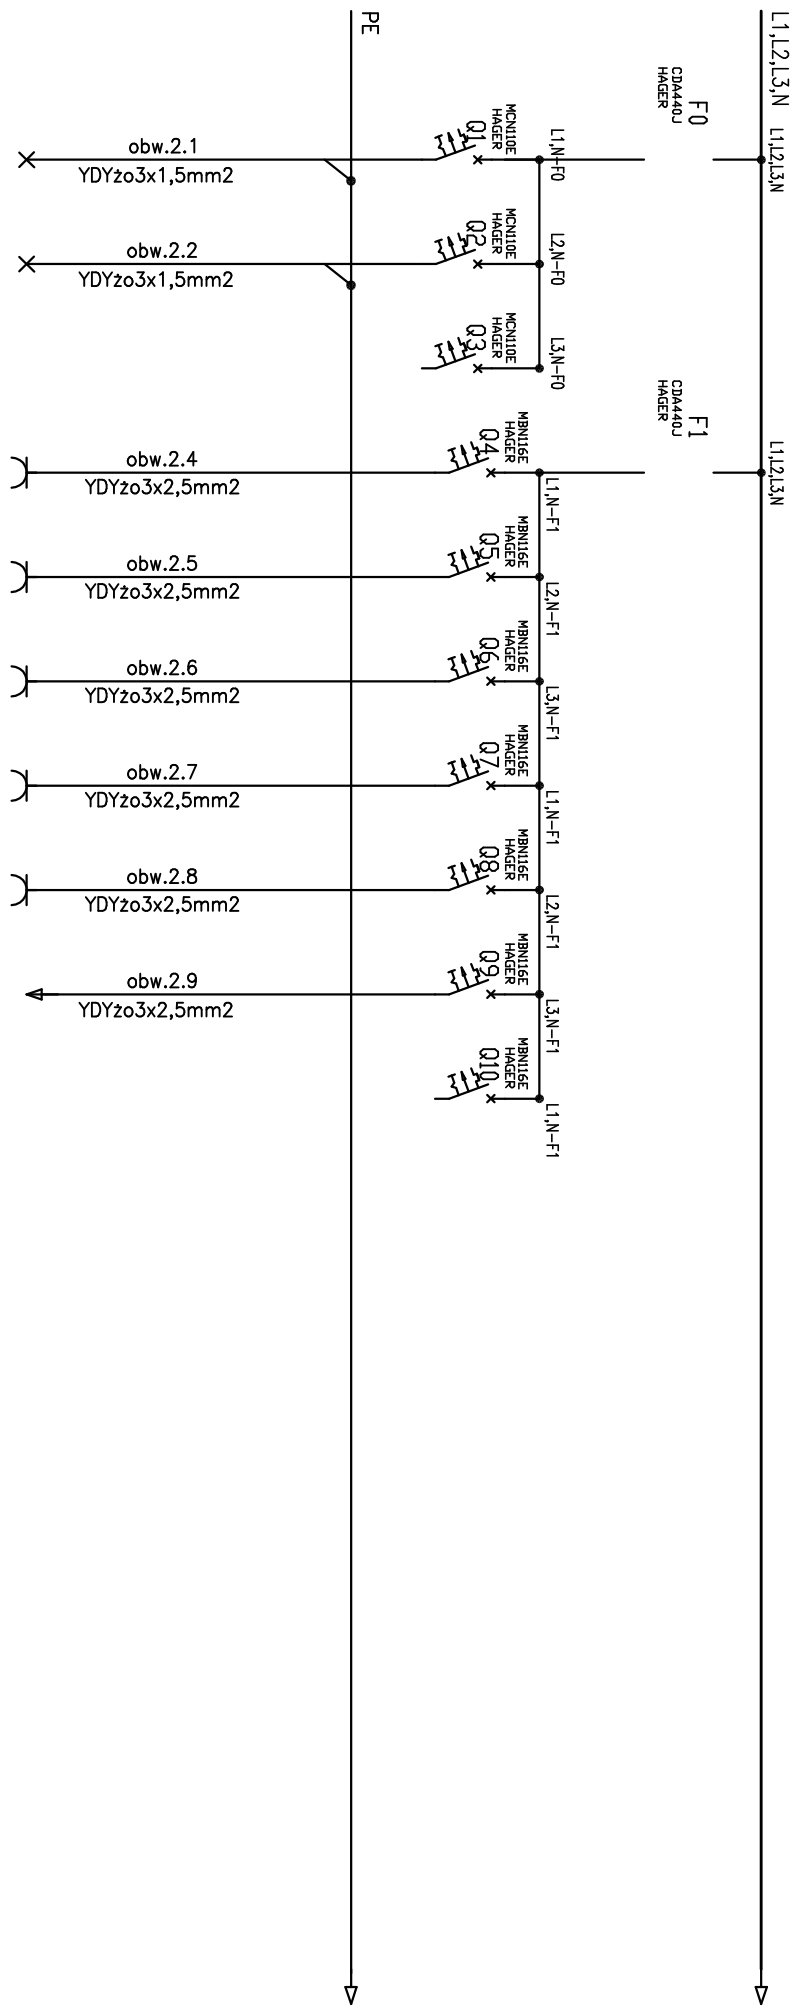 L1,L2,L3,N
PE
F0
CDA440J
HAGER
L1,L2,L3,N
obw.2.1
YDYżo3x1,5mm2
Q1
MCN110E
HAGER
L1,N-F0
obw.2.2
YDYżo3x1,5mm2
Q2
MCN110E
HAGER
L2,N-F0
Q3
MCN110E
HAGER
L3,N-F0
F1
CDA440J
HAGER
L1,L2,L3,N
obw.2.4
YDYżo3x2,5mm2
Q4
MBN116E
HAGER
L1,N-F1
obw.2.5
YDYżo3x2,5mm2
Q5
MBN116E
HAGER
L2,N-F1
obw.2.6
YDYżo3x2,5mm2
Q6
MBN116E
HAGER
L3,N-F1
obw.2.7
YDYżo3x2,5mm2
Q7
MBN116E
HAGER
L1,N-F1
obw.2.8
YDYżo3x2,5mm2
Q8
MBN116E
HAGER
L2,N-F1
obw.2.9
YDYżo3x2,5mm2
Q9
MBN116E
HAGER
L3,N-F1
Q10
MBN116E
HAGER
L1,N-F1